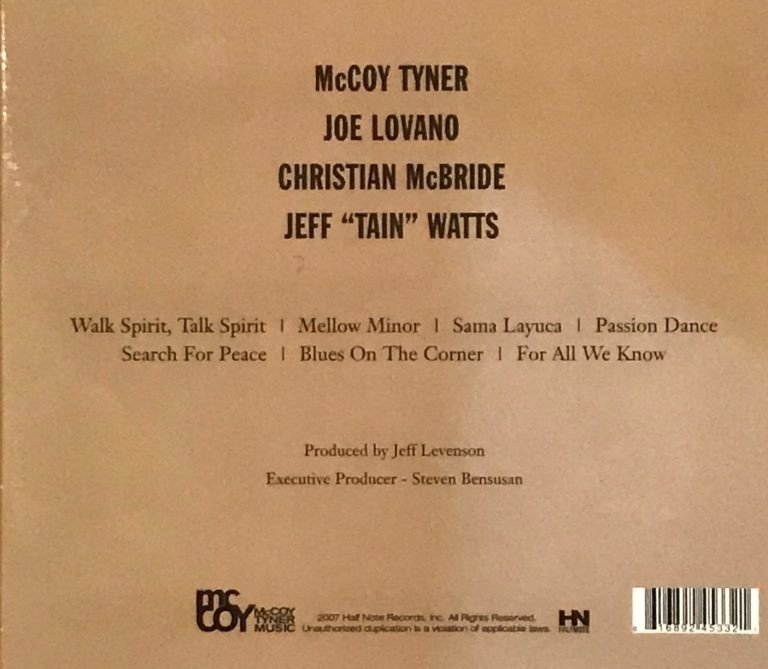 McCOY TYNER
JOE LOVANO
CHRISTIAN McBRIDE
JEFF “TAIN” WATTS
Walk Spirit, Talk Spirit | Mellow Minor | Sama Layuca | Passion Dance
Search For Peace | Blues On The Corner | For All We Know
Produced by Jeff Levenson
Executive Producer - Steven Bensusan
mc
COY
McCOY
TYNER
MUSIC
2007 Half Note Records, Inc. All Rights Reserved.
Unauthorized duplication is a violation of applicable laws.
HN
HALFNOTE
16892 45332